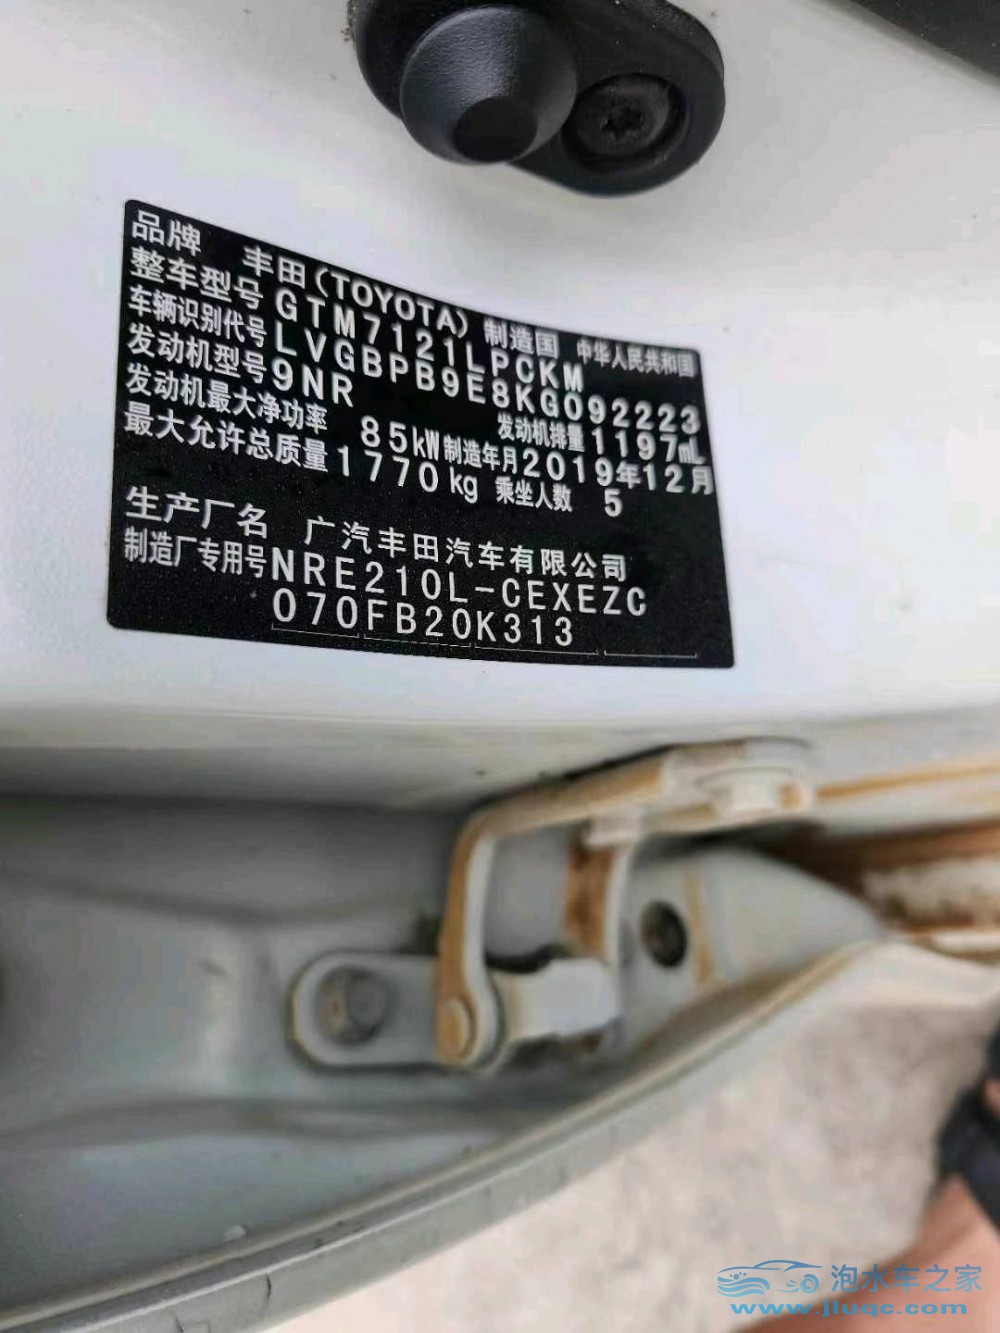 品牌 丰田(TOYOTA) 制造国 中华人民共和国
整车型号 GTM7121LPCKM
车辆识别代号 LVGBPB9E8KG092223
发动机型号 9NR 发动机排量 1197mL
发动机最大净功率 85kW 制造年月 2019年12月
最大允许总质量 1770kg 乘坐人数 5
生产厂名 广汽丰田汽车有限公司
制造厂专用号 NRE210L-CEXEZC
070FB20K313
泡水车之家
www.jluqc.com